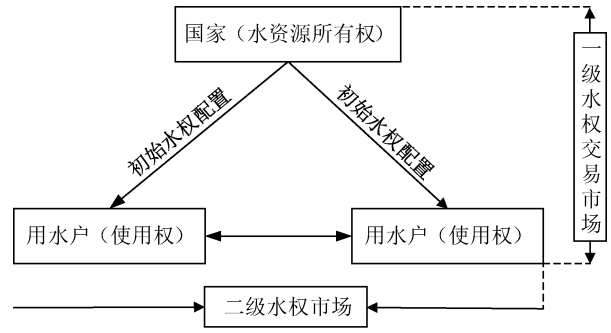 国家（水资源所有权）
初始水权配置
初始水权配置
一级水权交易市场
用水户（使用权）
用水户（使用权）
二级水权市场